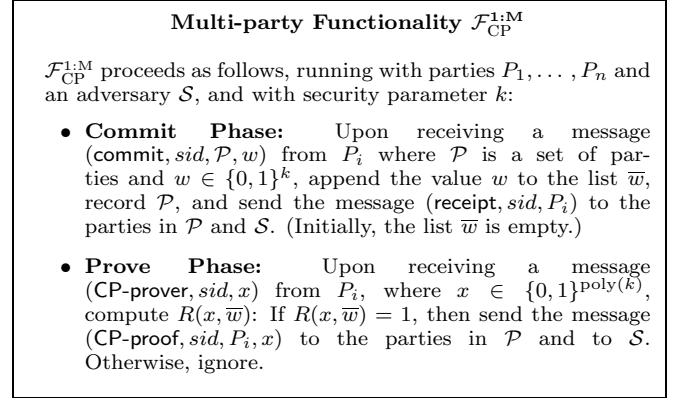 Multi-party Functionality $\mathcal{F}_{\mathrm{CP}}^{1:\mathrm{M}}$
$\mathcal{F}_{\mathrm{CP}}^{1:\mathrm{M}}$ proceeds as follows, running with parties $P_1, \ldots, P_n$ and
an adversary $\mathcal{S}$, and with security parameter $k$:
• Commit Phase: Upon receiving a message
(commit, $sid$, $\mathcal{P}$, $w$) from $P_i$ where $\mathcal{P}$ is a set of par-
ties and $w \in \{0, 1\}^k$, append the value $w$ to the list $\overline{w}$,
record $\mathcal{P}$, and send the message (receipt, $sid$, $P_i$) to the
parties in $\mathcal{P}$ and $\mathcal{S}$. (Initially, the list $\overline{w}$ is empty.)
• Prove Phase: Upon receiving a message
(CP-prover, $sid$, $x$) from $P_i$, where $x \in \{0, 1\}^{\mathrm{poly}(k)}$,
compute $R(x, \overline{w})$: If $R(x, \overline{w}) = 1$, then send the message
(CP-proof, $sid$, $P_i$, $x$) to the parties in $\mathcal{P}$ and to $\mathcal{S}$.
Otherwise, ignore.